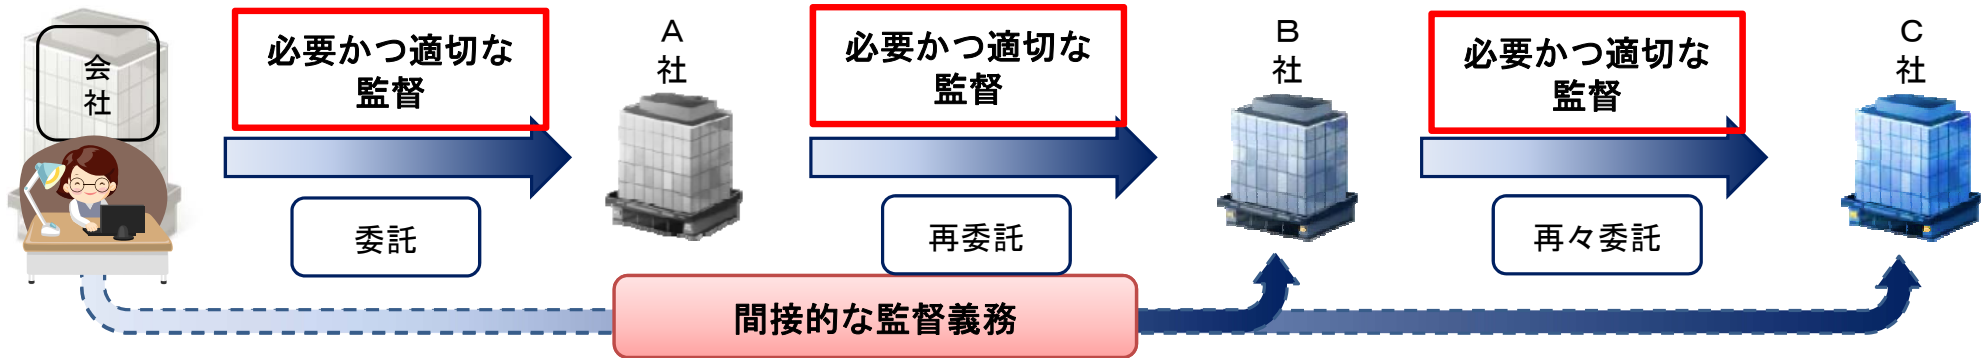 会
社
必要かつ適切な
監督
委託
A
社
必要かつ適切な
監督
再委託
B
社
必要かつ適切な
監督
再々委託
C
社
間接的な監督義務